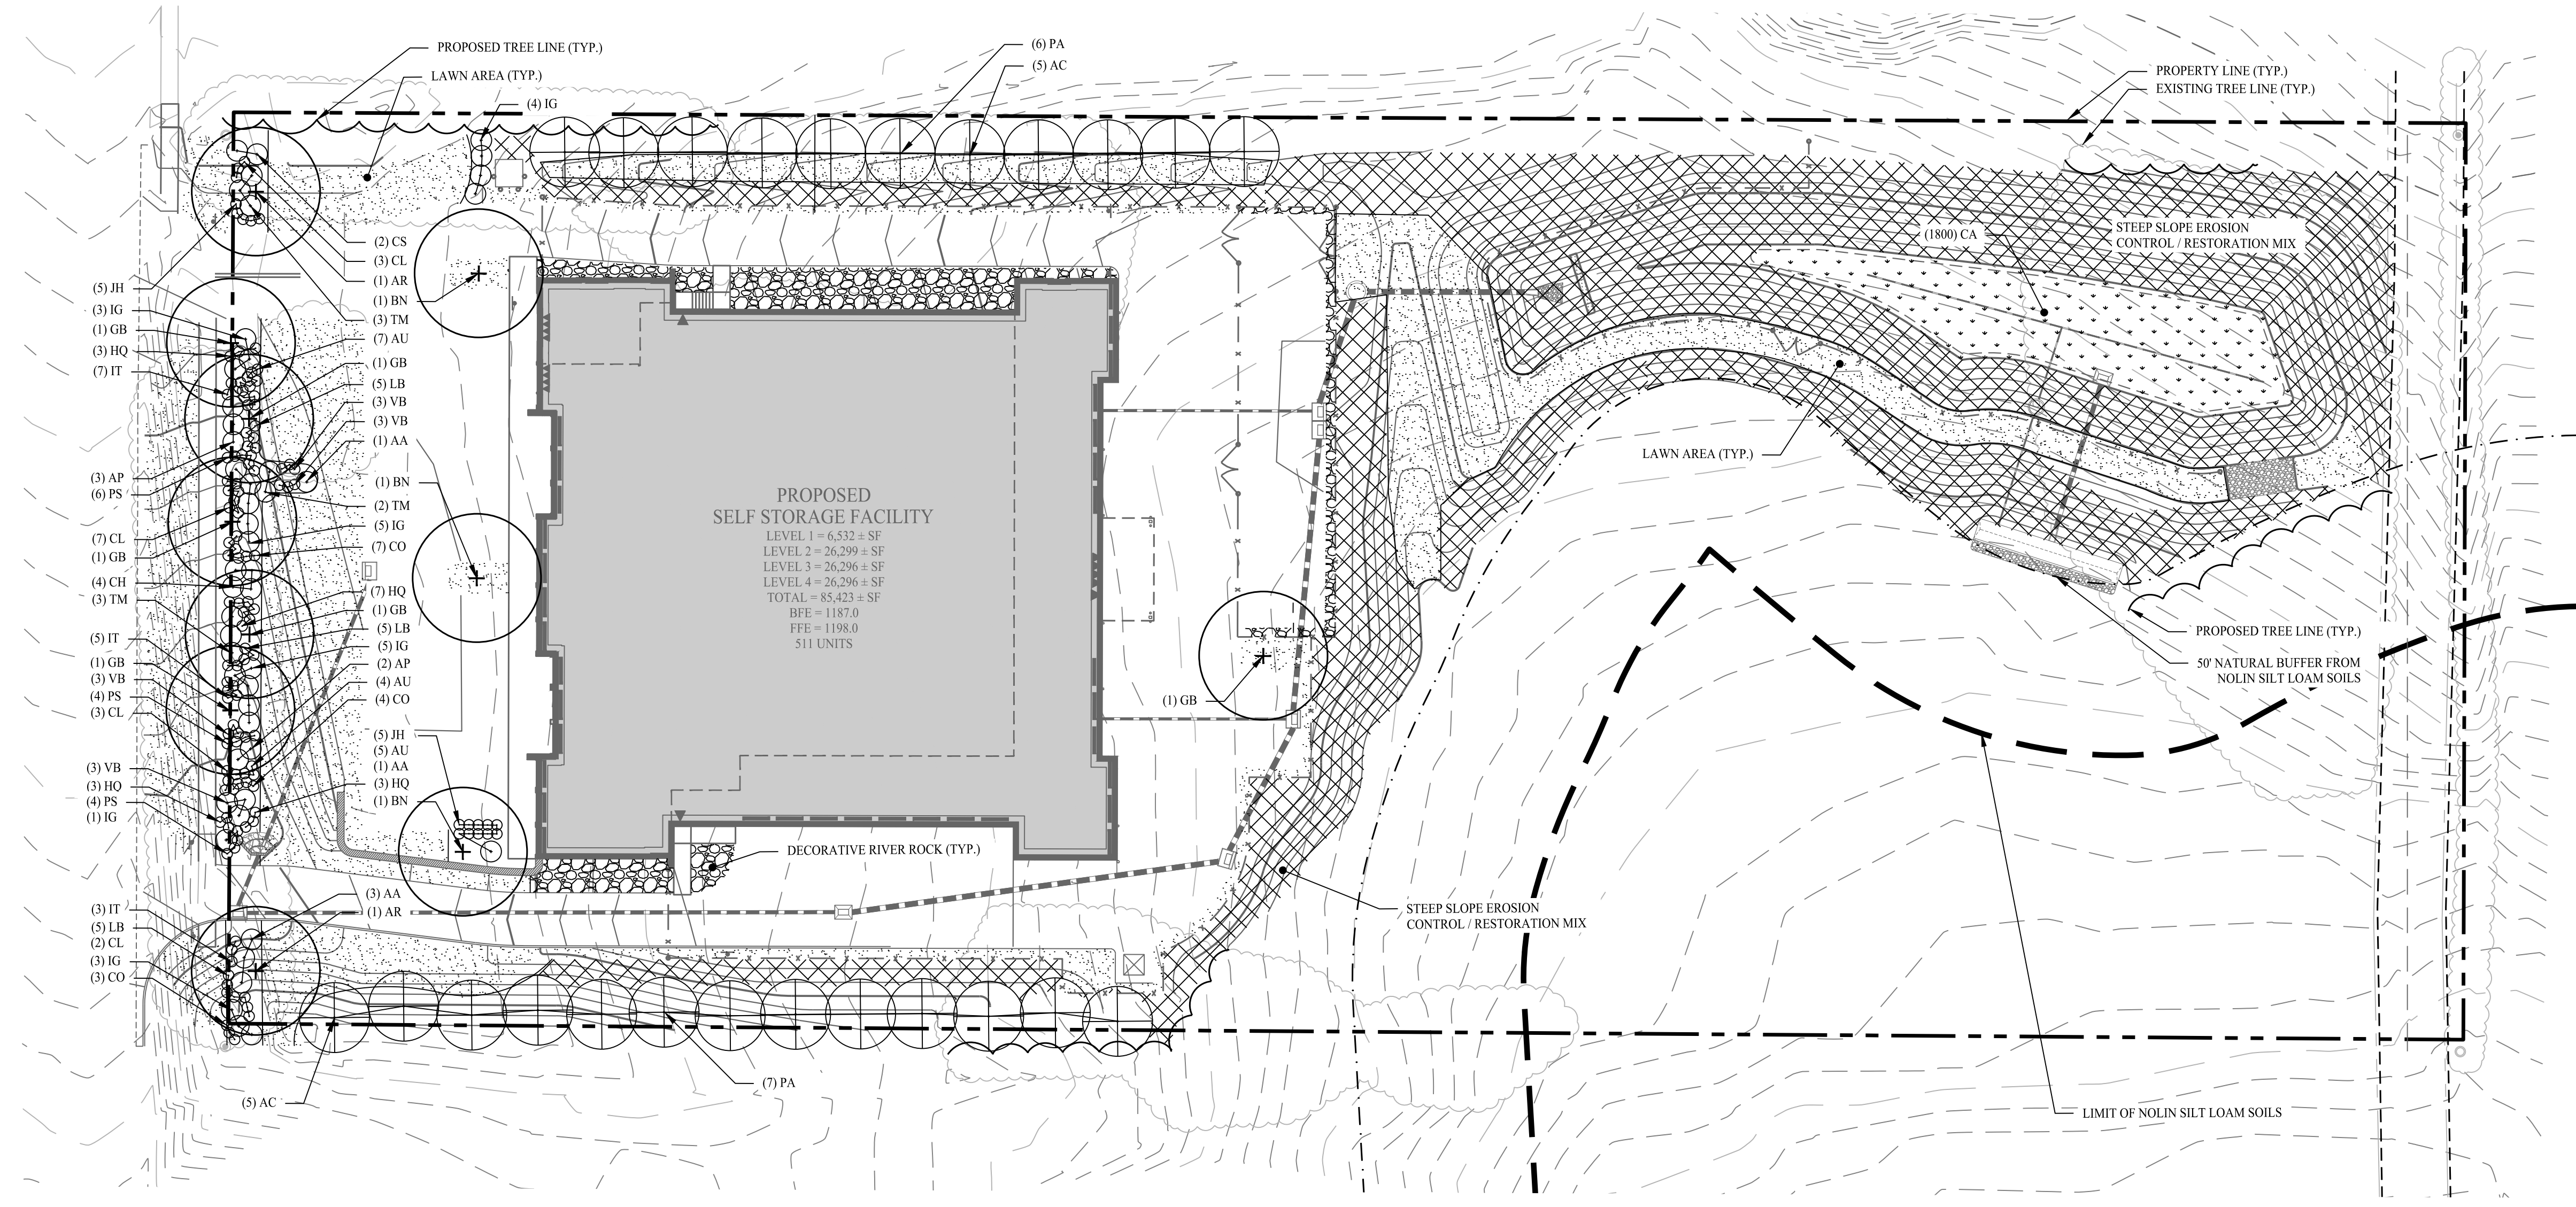 PROPOSED TREE LINE (TYP.)
LAWN AREA (TYP.)
(4) IG
(6) PA
(5) AC
PROPERTY LINE (TYP.)
EXISTING TREE LINE (TYP.)
(2) CS
(3) CL
(1) AR
(1) BN
(3) TM
(7) AU
(1) GB
(5) LB
(3) VB
(3) VB
(1) AA
(1) BN
(2) TM
(5) IG
(7) CO
(7) HQ
(1) GB
(5) LB
(5) IG
(2) AP
(4) AU
(4) CO
(5) JH
(5) AU
(1) AA
(3) HQ
(1) BN
(3) AA
(1) AR
(5) JH
(3) IG
(1) GB
(3) HQ
(7) IT
(3) AP
(6) PS
(7) CL
(1) GB
(4) CH
(3) TM
(5) IT
(1) GB
(3) VB
(4) PS
(3) CL
(3) VB
(3) HQ
(4) PS
(1) IG
(3) IT
(5) LB
(2) CL
(3) IG
(3) CO
(5) AC
(7) PA
PROPOSED
SELF STORAGE FACILITY
LEVEL 1 = 6,532 ± SF
LEVEL 2 = 26,299 ± SF
LEVEL 3 = 26,296 ± SF
LEVEL 4 = 26,296 ± SF
TOTAL = 85,423 ± SF
BFE = 1187.0
FFE = 1198.0
511 UNITS
DECORATIVE RIVER ROCK (TYP.)
(1) GB
(1800) CA
STEEP SLOPE EROSION
CONTROL / RESTORATION MIX
LAWN AREA (TYP.)
PROPOSED TREE LINE (TYP.)
50' NATURAL BUFFER FROM
NOLIN SILT LOAM SOILS
STEEP SLOPE EROSION
CONTROL / RESTORATION MIX
LIMIT OF NOLIN SILT LOAM SOILS